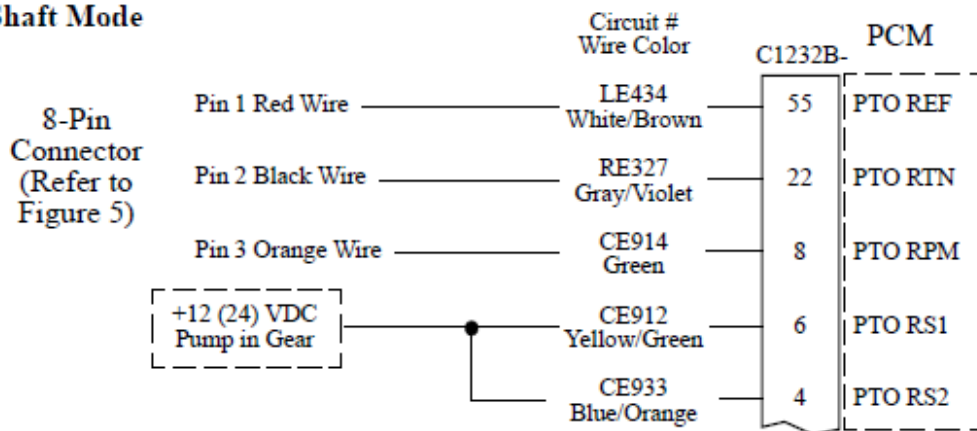 Shaft Mode
Circuit #
Wire Color
C1232B-
PCM
8-Pin
Connector
(Refer to
Figure 5)
Pin 1 Red Wire
LE434
White/Brown
55
PTO REF
Pin 2 Black Wire
RE327
Gray/Violet
22
PTO RTN
Pin 3 Orange Wire
CE914
Green
8
PTO RPM
+12 (24) VDC
Pump in Gear
CE912
Yellow/Green
6
PTO RS1
CE933
Blue/Orange
4
PTO RS2